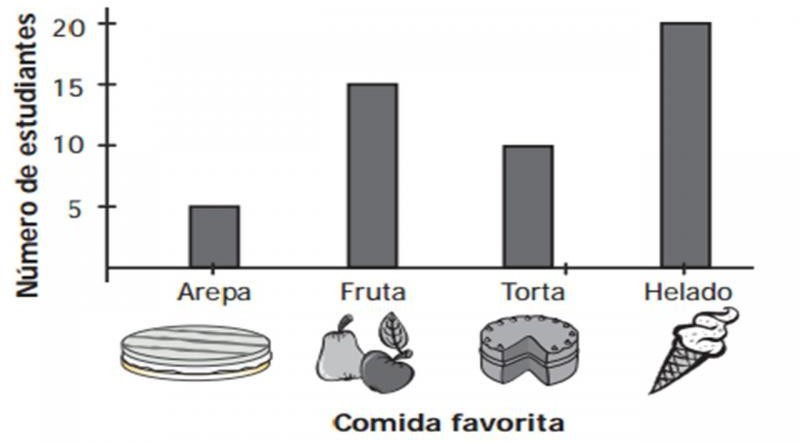 Número de estudiantes
20
15
10
5
Arepa Fruta Torta Helado
Comida favorita